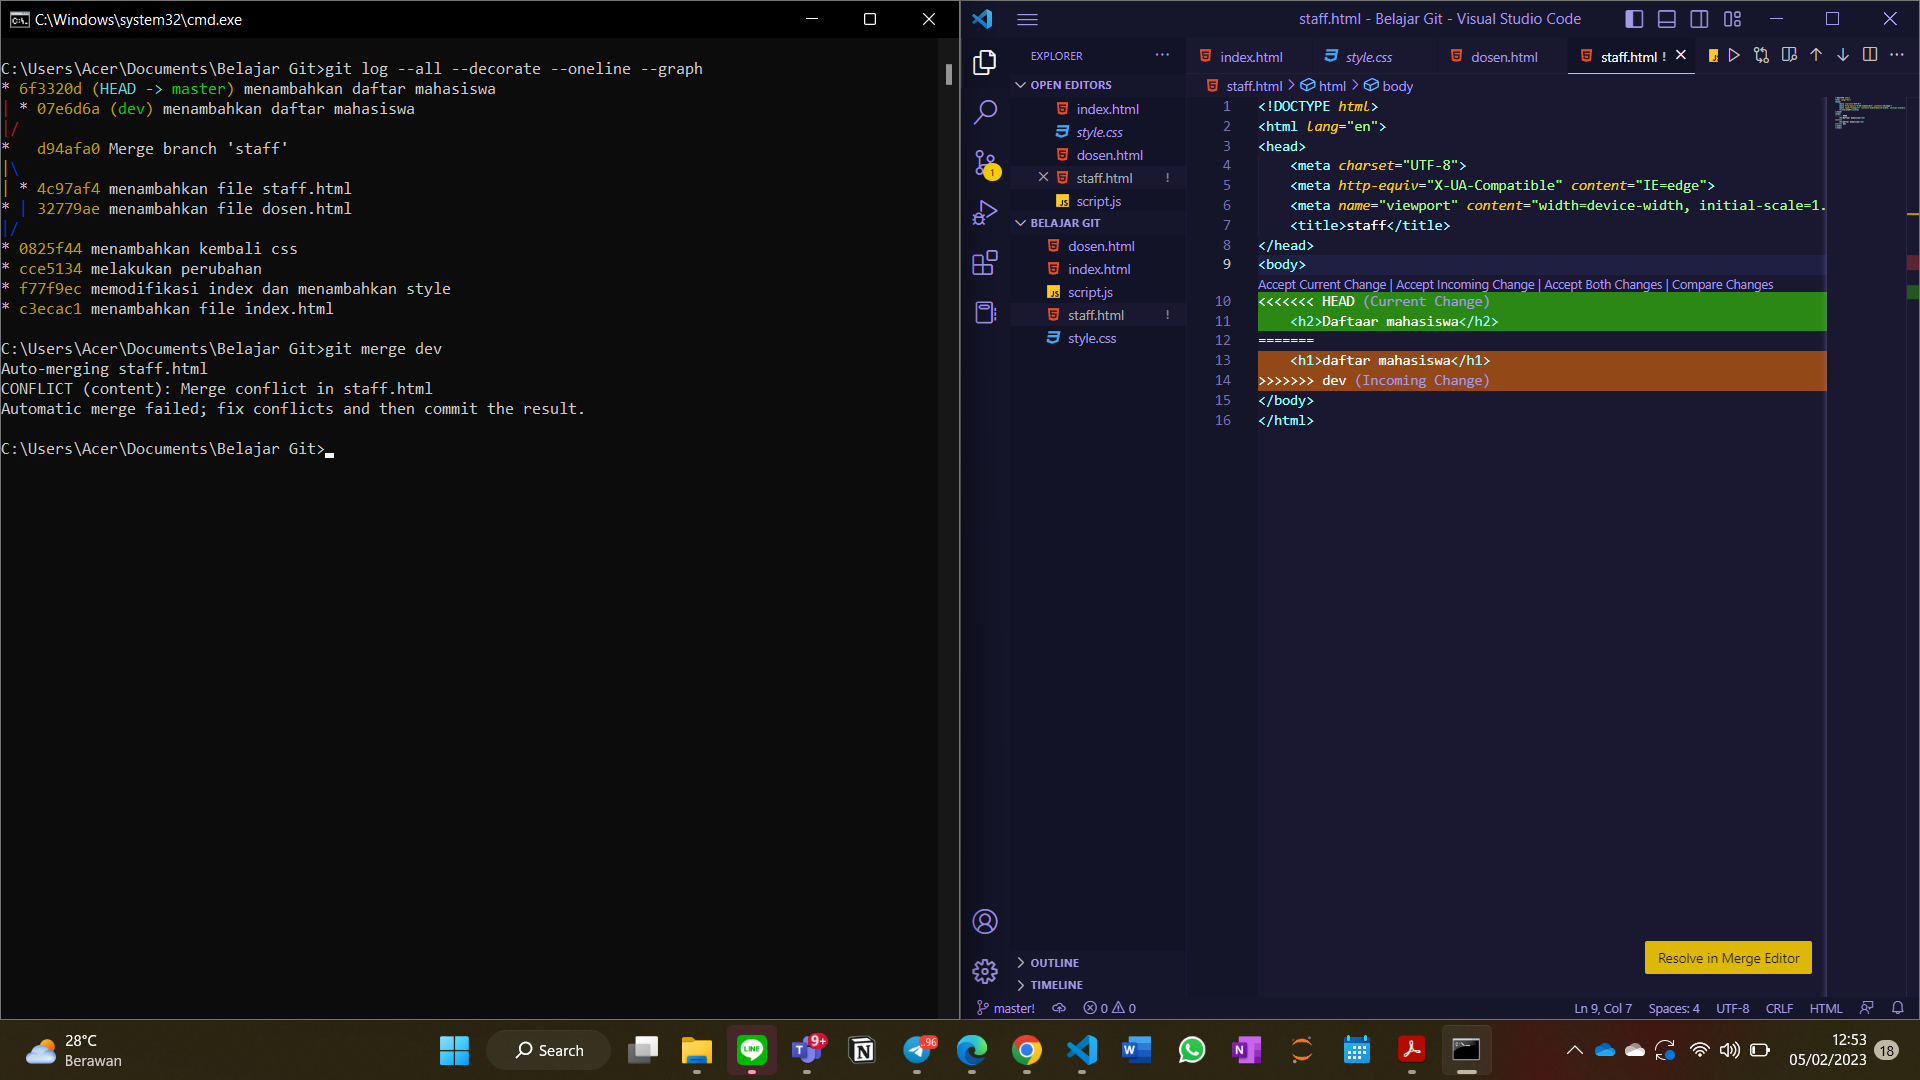 C:\Windows\system32\cmd.exe
C:\Users\Acer\Documents\Belajar Git>git log --all --decorate --oneline --graph
* 6f3320d (HEAD -> master) menambahkan daftar mahasiswa
| * 07e6d6a (dev) menambahkan daftar mahasiswa
|/
*   d94afa0 Merge branch 'staff'
|\
| * 4c97af4 menambahkan file staff.html
* | 32779ae menambahkan file dosen.html
|/
* 0825f44 menambahkan kembali css
* cce5134 melakukan perubahan
* f77f9ec memodifikasi index dan menambahkan style
* c3ecac1 menambahkan file index.html
C:\Users\Acer\Documents\Belajar Git>git merge dev
Auto-merging staff.html
CONFLICT (content): Merge conflict in staff.html
Automatic merge failed; fix conflicts and then commit the result.
C:\Users\Acer\Documents\Belajar Git>
staff.html - Belajar Git - Visual Studio Code
EXPLORER
OPEN EDITORS
index.html
style.css
dosen.html
staff.html !
script.js
BELAJAR GIT
dosen.html
index.html
script.js
staff.html !
style.css
OUTLINE
TIMELINE
1
index.html
style.css
dosen.html
staff.html !
staff.html > html > body
1 <!DOCTYPE html>
2 <html lang="en">
3 <head>
4     <meta charset="UTF-8">
5     <meta http-equiv="X-UA-Compatible" content="IE=edge">
6     <meta name="viewport" content="width=device-width, initial-scale=1.
7     <title>staff</title>
8 </head>
9 <body>
Accept Current Change | Accept Incoming Change | Accept Both Changes | Compare Changes
10 <<<<<<< HEAD (Current Change)
11     <h2>Daftaar mahasiswa</h2>
12 =======
13     <h1>daftar mahasiswa</h1>
14 >>>>>>> dev (Incoming Change)
15 </body>
16 </html>
Resolve in Merge Editor
master! 0 0
Ln 9, Col 7 Spaces: 4 UTF-8 CRLF HTML
28°C
Berawan
Search
9+
96
12:53
05/02/2023
18